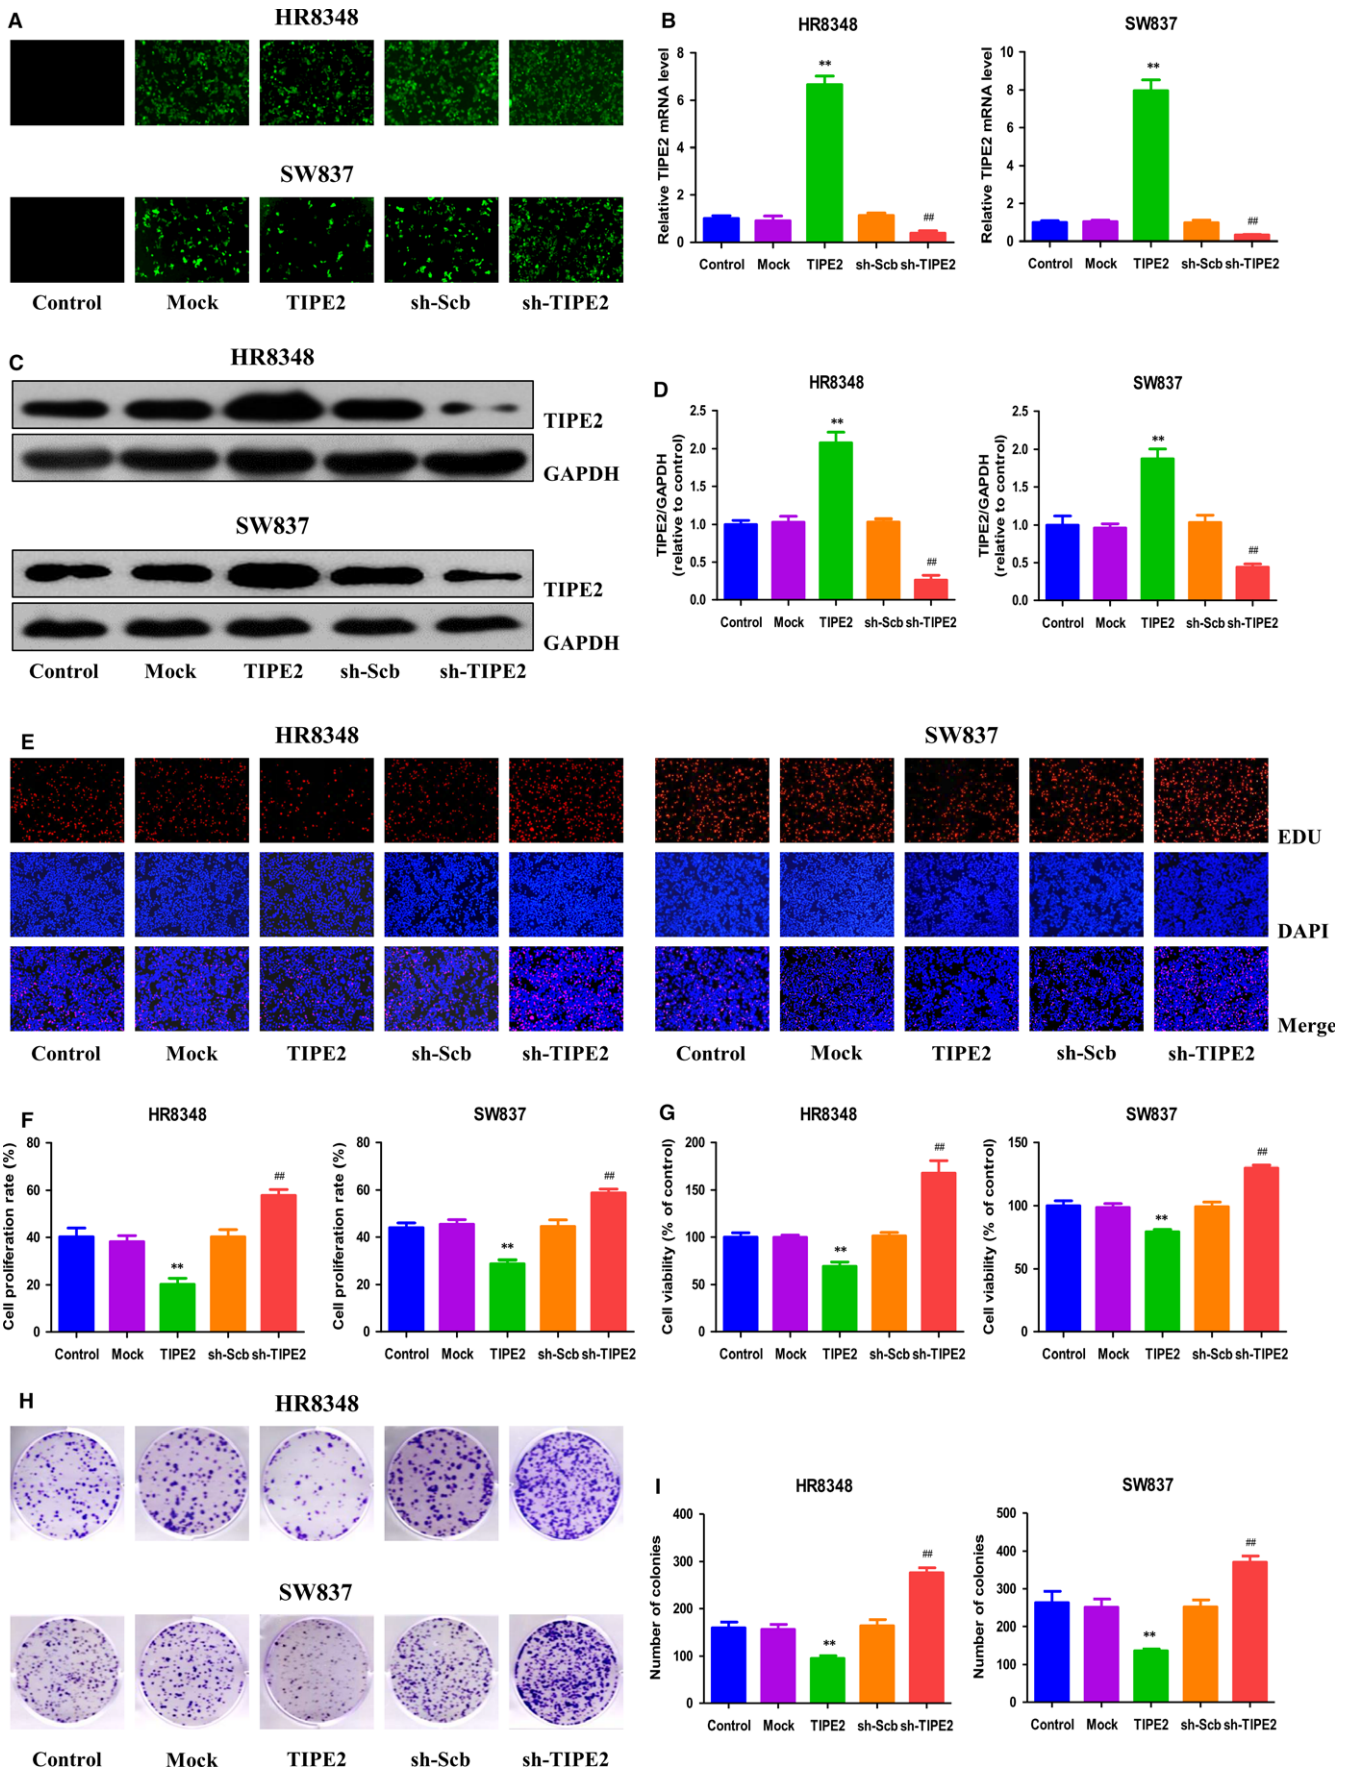 A
HR8348
SW837
Control Mock TIPE2 sh-Scb sh-TIPE2
B
HR8348
Relative TIPE2 mRNA level
8
6
4
2
0
**
##
Control Mock TIPE2 sh-Scb sh-TIPE2
SW837
Relative TIPE2 mRNA level
10
8
6
4
2
0
**
##
Control Mock TIPE2 sh-Scb sh-TIPE2
C
HR8348
TIPE2
GAPDH
SW837
TIPE2
GAPDH
Control Mock TIPE2 sh-Scb sh-TIPE2
D
HR8348
TIPE2/GAPDH
(relative to control)
2.5
2.0
1.5
1.0
0.5
0.0
**
##
Control Mock TIPE2 sh-Scb sh-TIPE2
SW837
TIPE2/GAPDH
(relative to control)
2.5
2.0
1.5
1.0
0.5
0.0
**
##
Control Mock TIPE2 sh-Scb sh-TIPE2
E
HR8348
SW837
EDU
DAPI
Merge
Control Mock TIPE2 sh-Scb sh-TIPE2
Control Mock TIPE2 sh-Scb sh-TIPE2
F
HR8348
Cell proliferation rate (%)
80
60
40
20
0
**
##
Control Mock TIPE2 sh-Scb sh-TIPE2
SW837
Cell proliferation rate (%)
80
60
40
20
0
**
##
Control Mock TIPE2 sh-Scb sh-TIPE2
G
HR8348
Cell viability (% of control)
200
150
100
50
0
**
##
Control Mock TIPE2 sh-Scb sh-TIPE2
SW837
Cell viability (% of control)
150
100
50
0
**
##
Control Mock TIPE2 sh-Scb sh-TIPE2
H
HR8348
SW837
Control Mock TIPE2 sh-Scb sh-TIPE2
I
HR8348
Number of colonies
400
300
200
100
0
**
##
Control Mock TIPE2 sh-Scb sh-TIPE2
SW837
Number of colonies
500
400
300
200
100
0
**
##
Control Mock TIPE2 sh-Scb sh-TIPE2